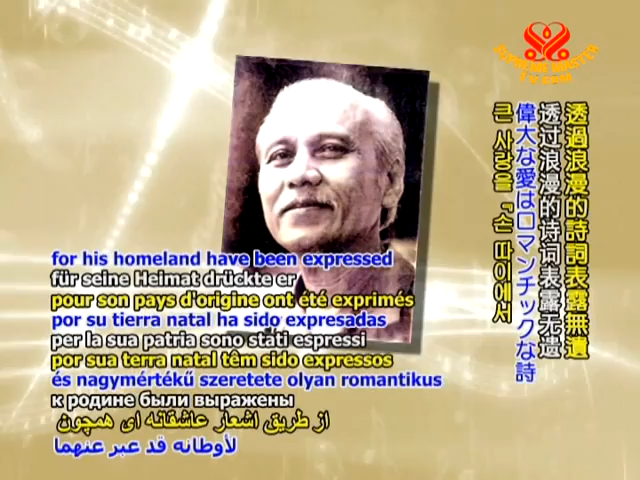 SUPREME MASTER
TV.COM
透過浪漫的詩詞表露無遺
透过浪漫的诗词表露无遗
偉大な愛はロマンチックな詩
큰 사랑을 『손 따이에서
for his homeland have been expressed
für seine Heimat drückte er
pour son pays d'origine ont été exprimés
por su tierra natal ha sido expresadas
per la sua patria sono stati espressi
por sua terra natal têm sido expressos
és nagymértékű szeretete olyan romantikus
к родине были выражены
از طریق اشعار عاشقانه ای همچون
لأوطانه قد عبر عنهما